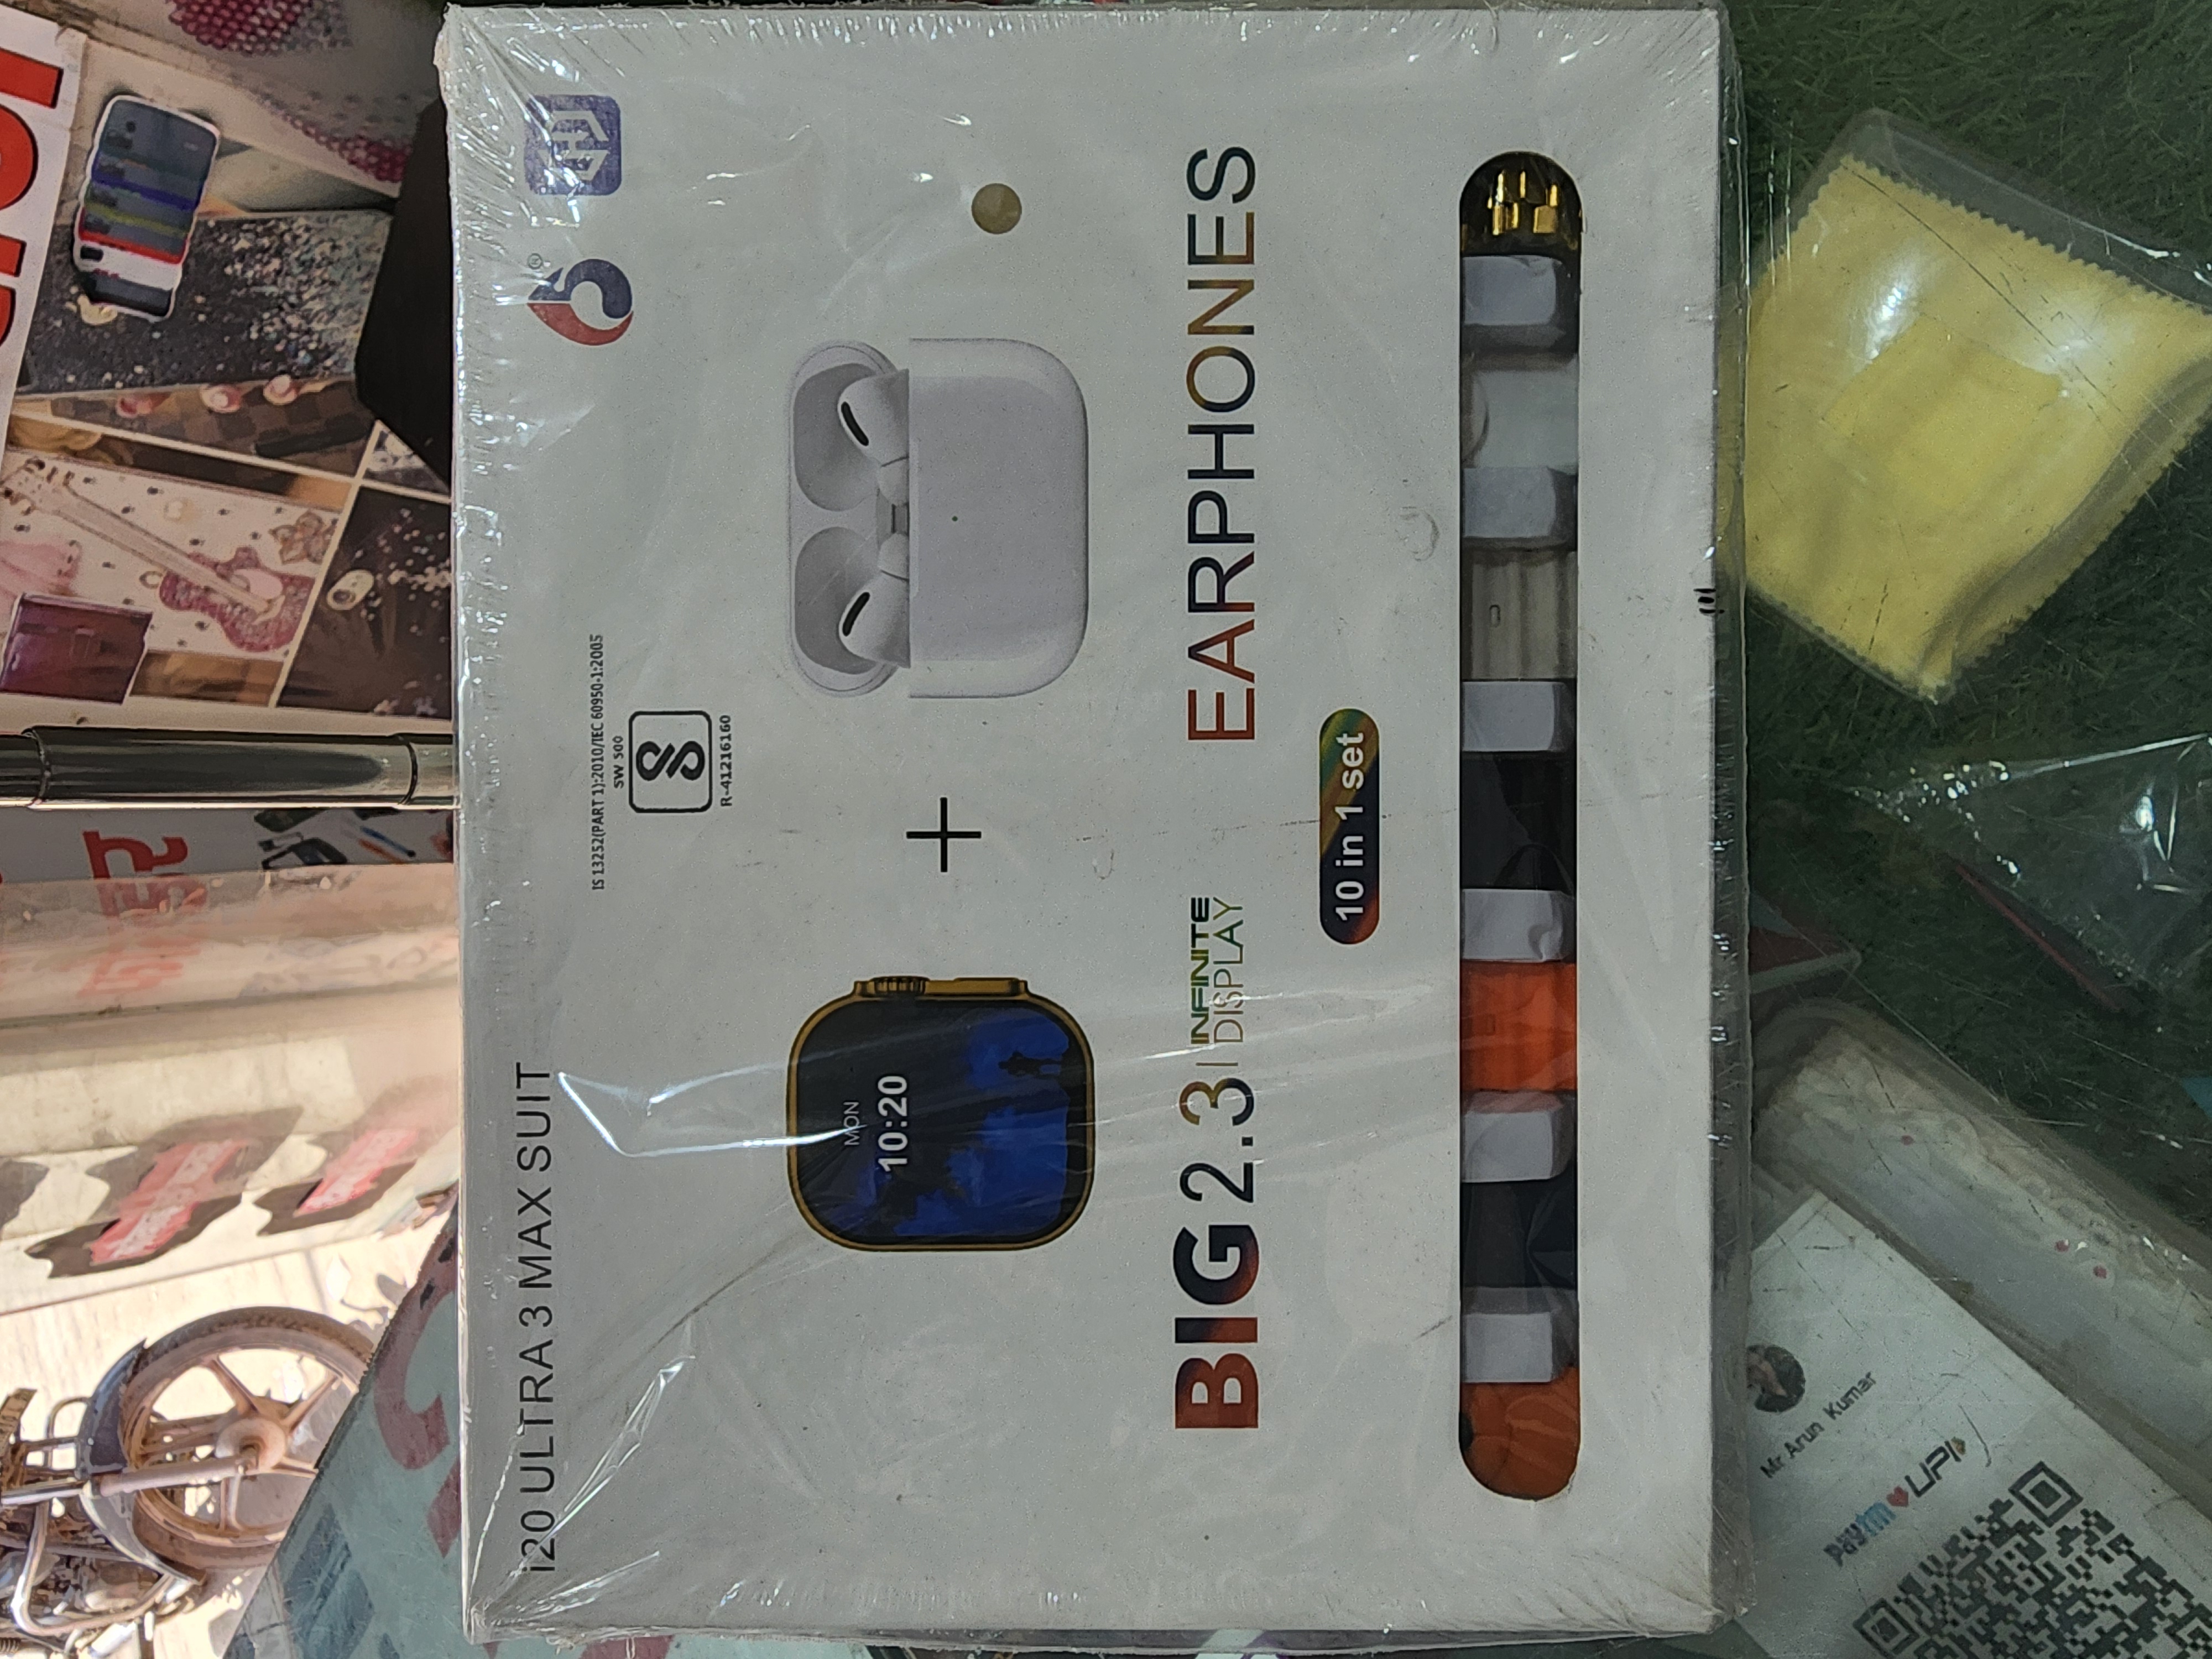 i20 ULTRA 3 MAX SUIT
IS 13252(PART 1):2010/IEC 60950-1:2005
SW 500
R-41216160
®
MON
10:20
+
BIG 2.3 INFINITE
DISPLAY
EARPHONES
10 in 1 set
Mr Arun Kumar
paytm UPI